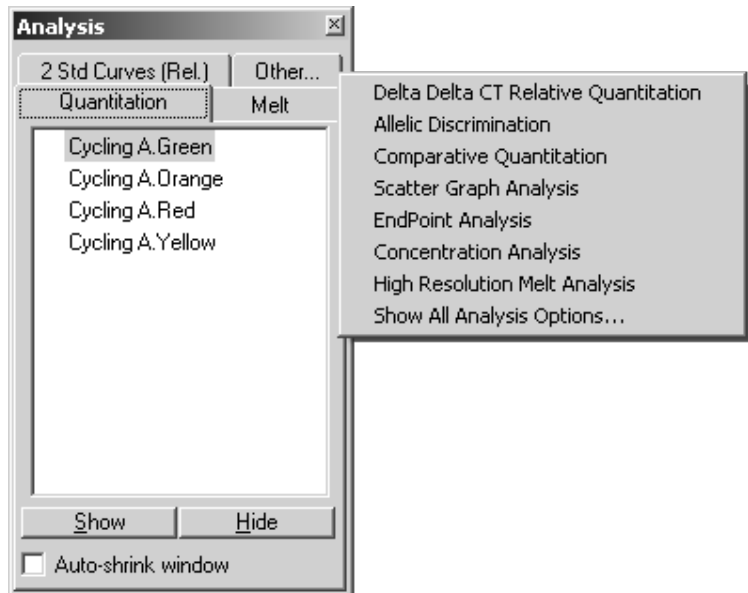 Analysis
2 Std Curves (Rel.)
Other...
Quantitation
Melt
Cycling A.Green
Cycling A.Orange
Cycling A.Red
Cycling A.Yellow
Show
Hide
Auto-shrink window
Delta Delta CT Relative Quantitation
Allelic Discrimination
Comparative Quantitation
Scatter Graph Analysis
EndPoint Analysis
Concentration Analysis
High Resolution Melt Analysis
Show All Analysis Options...